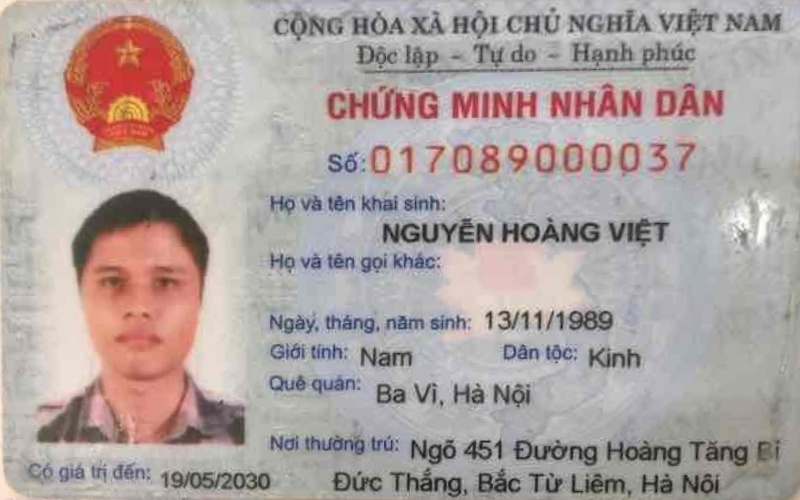 CỘNG HÒA XÃ HỘI CHỦ NGHĨA VIỆT NAM
Độc lập - Tự do - Hạnh phúc
CHỨNG MINH NHÂN DÂN
Số: 017089000037
Họ và tên khai sinh:
NGUYỄN HOÀNG VIỆT
Họ và tên gọi khác:
Ngày, tháng, năm sinh: 13/11/1989
Giới tính: Nam Dân tộc: Kinh
Quê quán: Ba Vì, Hà Nội
Nơi thường trú: Ngõ 451 Đường Hoàng Tăng Bí
Đức Thắng, Bắc Từ Liêm, Hà Nội
Có giá trị đến: 19/05/2030